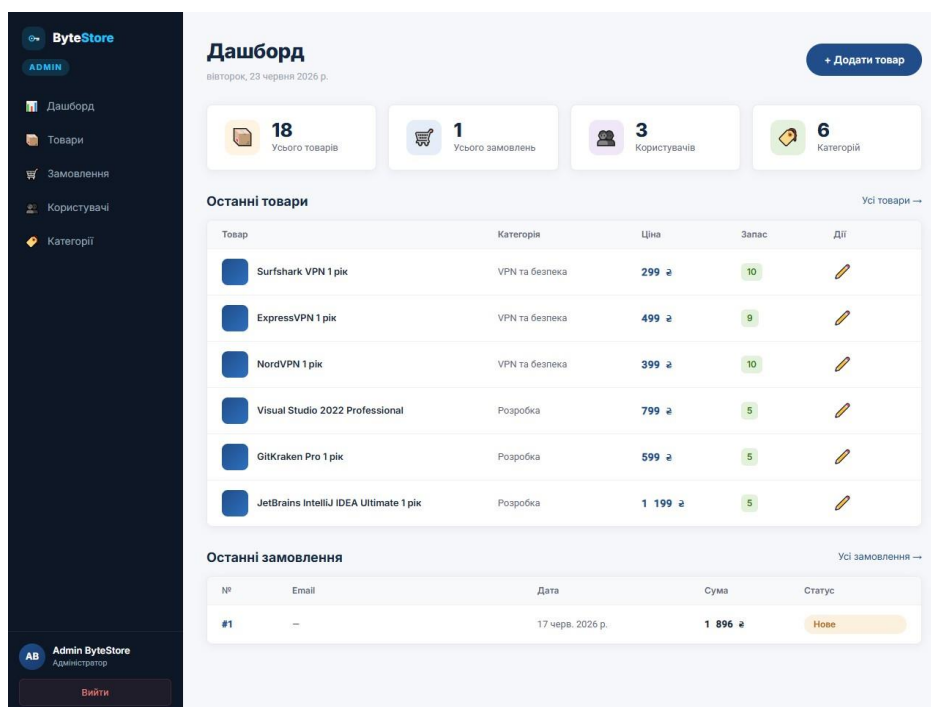 ByteStore
ADMIN
Дашборд
Товари
Замовлення
Користувачі
Категорії
Admin ByteStore
AB
Адміністратор
Вийти
Дашборд
вівторок, 23 червня 2026 р.
+ Додати товар
18
Усього товарів
1
Усього замовлень
3
Користувачів
6
Категорій
Останні товари
Усі товари →
Товар Категорія Ціна Запас Дії
Surfshark VPN 1 рік VPN та безпека 299 ₴ 10
ExpressVPN 1 рік VPN та безпека 499 ₴ 9
NordVPN 1 рік VPN та безпека 399 ₴ 10
Visual Studio 2022 Professional Розробка 799 ₴ 5
GitKraken Pro 1 рік Розробка 599 ₴ 5
JetBrains IntelliJ IDEA Ultimate 1 рік Розробка 1 199 ₴ 5
Останні замовлення
Усі замовлення →
№ Email Дата Сума Статус
#1 — 17 черв. 2026 р. 1 896 ₴ Нове